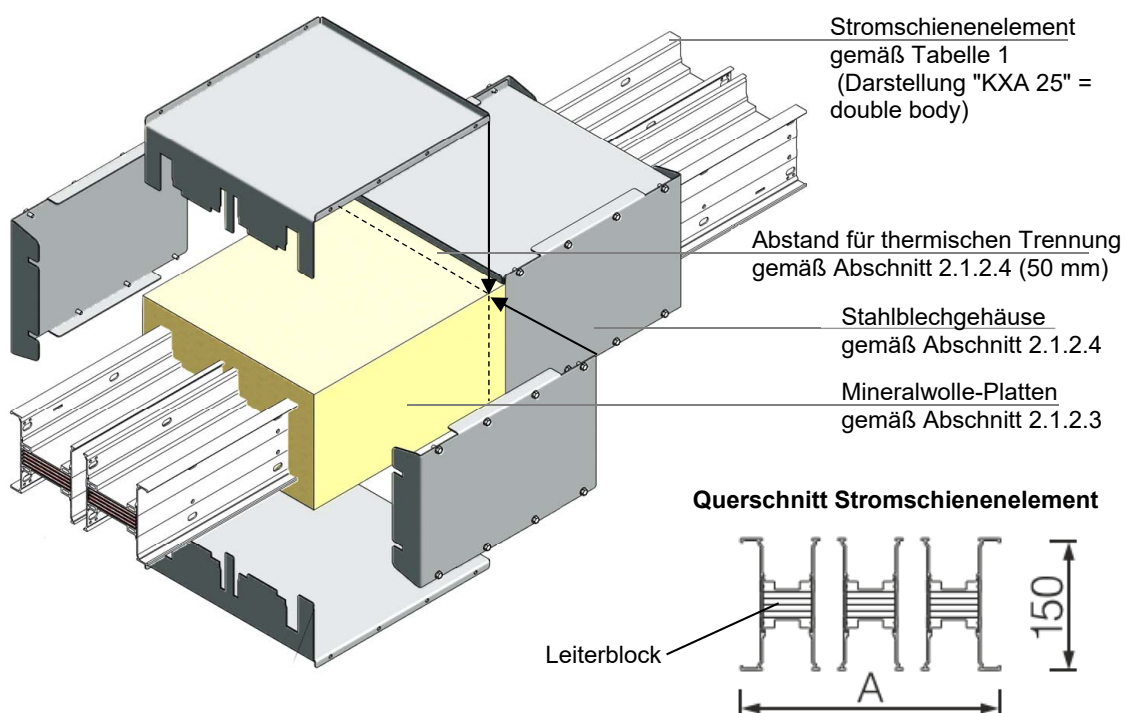 Stromschienenelement
gemäß Tabelle 1
(Darstellung "KXA 25" =
double body)
Abstand für thermischen Trennung
gemäß Abschnitt 2.1.2.4 (50 mm)
Stahlblechgehäuse
gemäß Abschnitt 2.1.2.4
Mineralwolle-Platten
gemäß Abschnitt 2.1.2.3
Querschnitt Stromschienenelement
150
Leiterblock
A